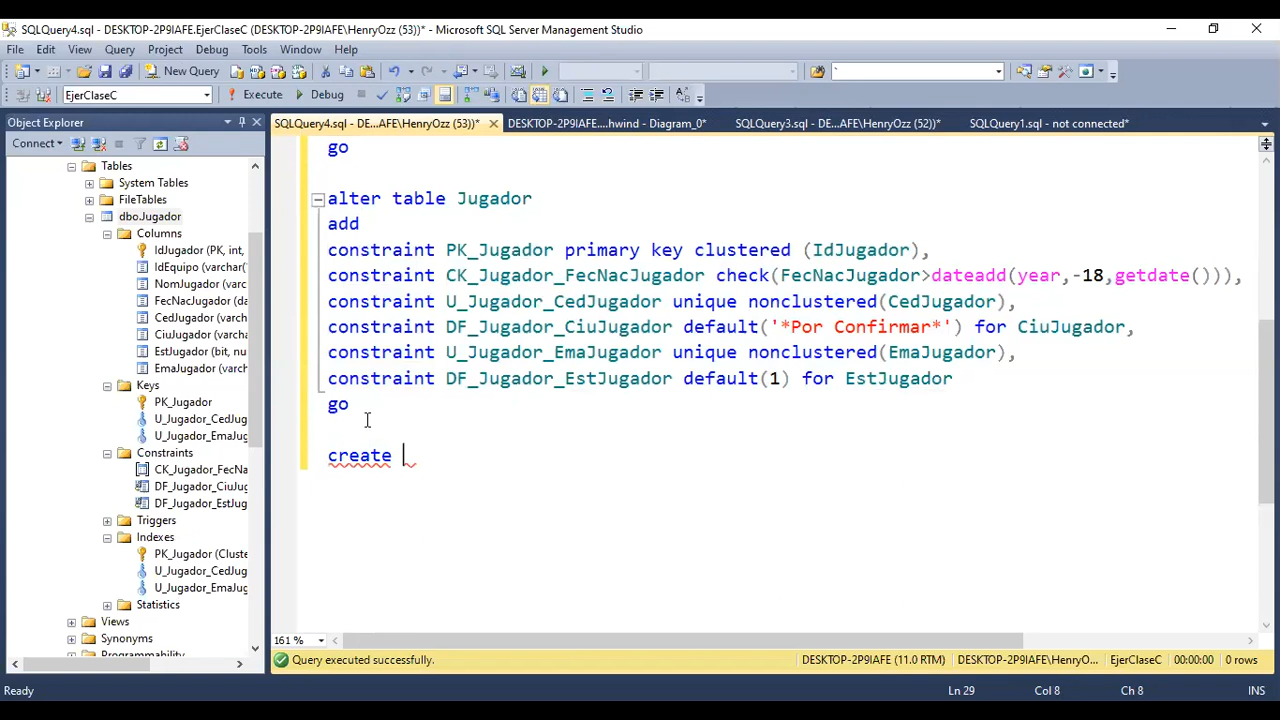 SQLQuery4.sql - DESKTOP-2P9IAFE.EjerClaseC (DESKTOP-2P9IAFE\HenryOzz (53))* - Microsoft SQL Server Management Studio
File Edit View Query Project Debug Tools Window Help
New Query
EjerClaseC Execute Debug
Object Explorer
SQLQuery4.sql - DE...AFE\HenryOzz (53))* DESKTOP-2P9IAFE....hwind - Diagram_0* SQLQuery3.sql - DE...AFE\HenryOzz (52))* SQLQuery1.sql - not connected*
Connect
Tables
System Tables
FileTables
dbo.Jugador
Columns
IdJugador (PK, int,
IdEquipo (varchar(
NomJugador (varc
FecNacJugador (da
CedJugador (varch
CiuJugador (varch
EstJugador (bit, nu
EmaJugador (varch
Keys
PK_Jugador
U_Jugador_CedJug
U_Jugador_EmaJug
Constraints
CK_Jugador_FecNa
DF_Jugador_CiuJug
DF_Jugador_EstJug
Triggers
Indexes
PK_Jugador (Cluste
U_Jugador_CedJug
U_Jugador_EmaJug
Statistics
Views
Synonyms
Programmability
go
alter table Jugador
add
constraint PK_Jugador primary key clustered (IdJugador),
constraint CK_Jugador_FecNacJugador check(FecNacJugador>dateadd(year,-18,getdate())),
constraint U_Jugador_CedJugador unique nonclustered(CedJugador),
constraint DF_Jugador_CiuJugador default('*Por Confirmar*') for CiuJugador,
constraint U_Jugador_EmaJugador unique nonclustered(EmaJugador),
constraint DF_Jugador_EstJugador default(1) for EstJugador
go
create
161 %
Query executed successfully. DESKTOP-2P9IAFE (11.0 RTM) DESKTOP-2P9IAFE\HenryO... EjerClaseC 00:00:00 0 rows
Ready Ln 29 Col 8 Ch 8 INS